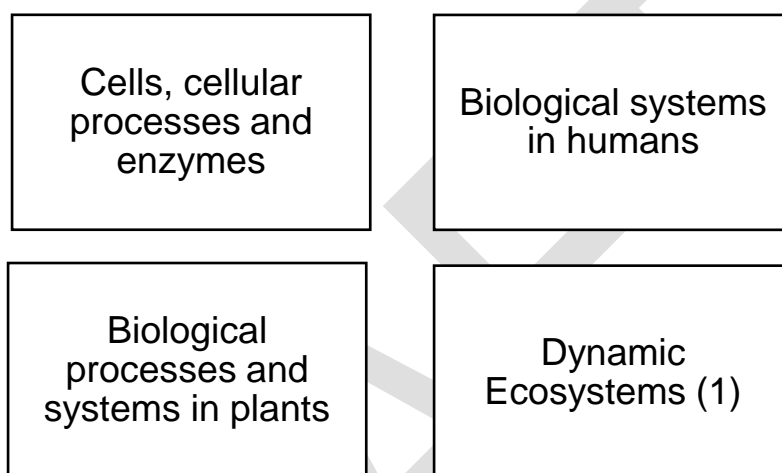 Cells, cellular
processes and
enzymes
Biological systems
in humans
Biological
processes and
systems in plants
Dynamic
Ecosystems (1)